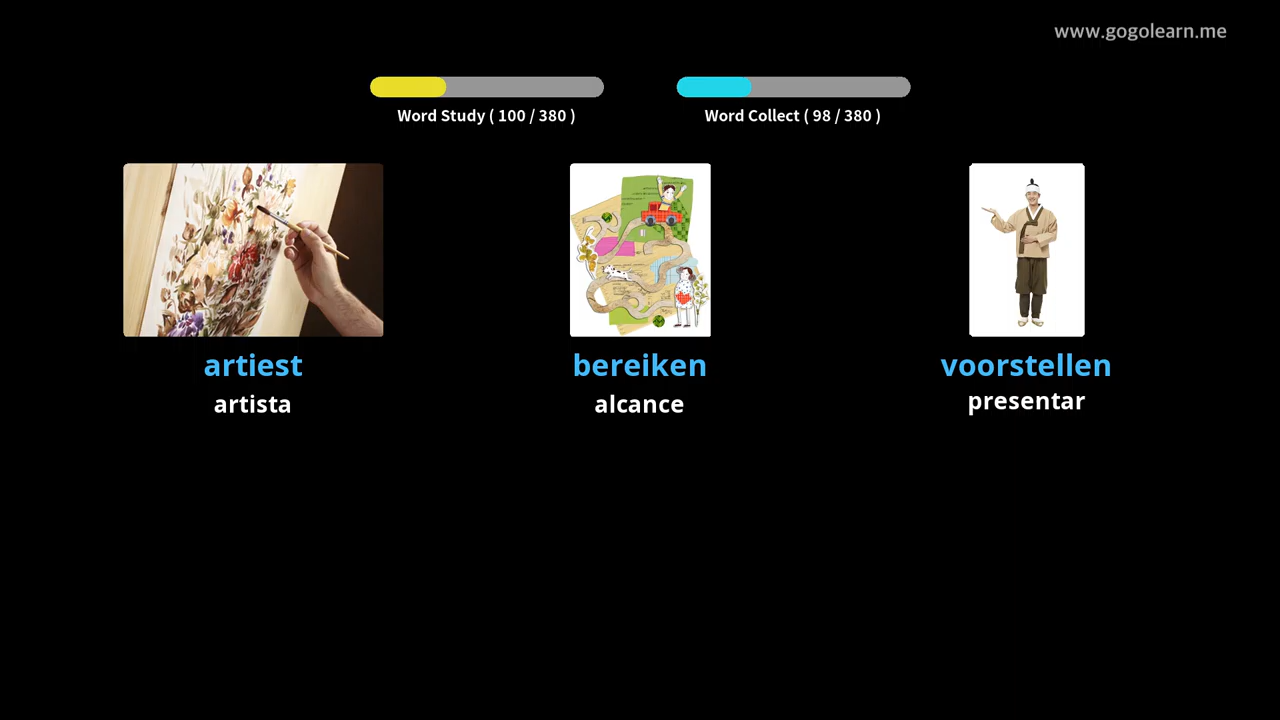 www.gogolearn.me
Word Study ( 100 / 380 )
Word Collect ( 98 / 380 )
artiest
artista
bereiken
alcance
voorstellen
presentar